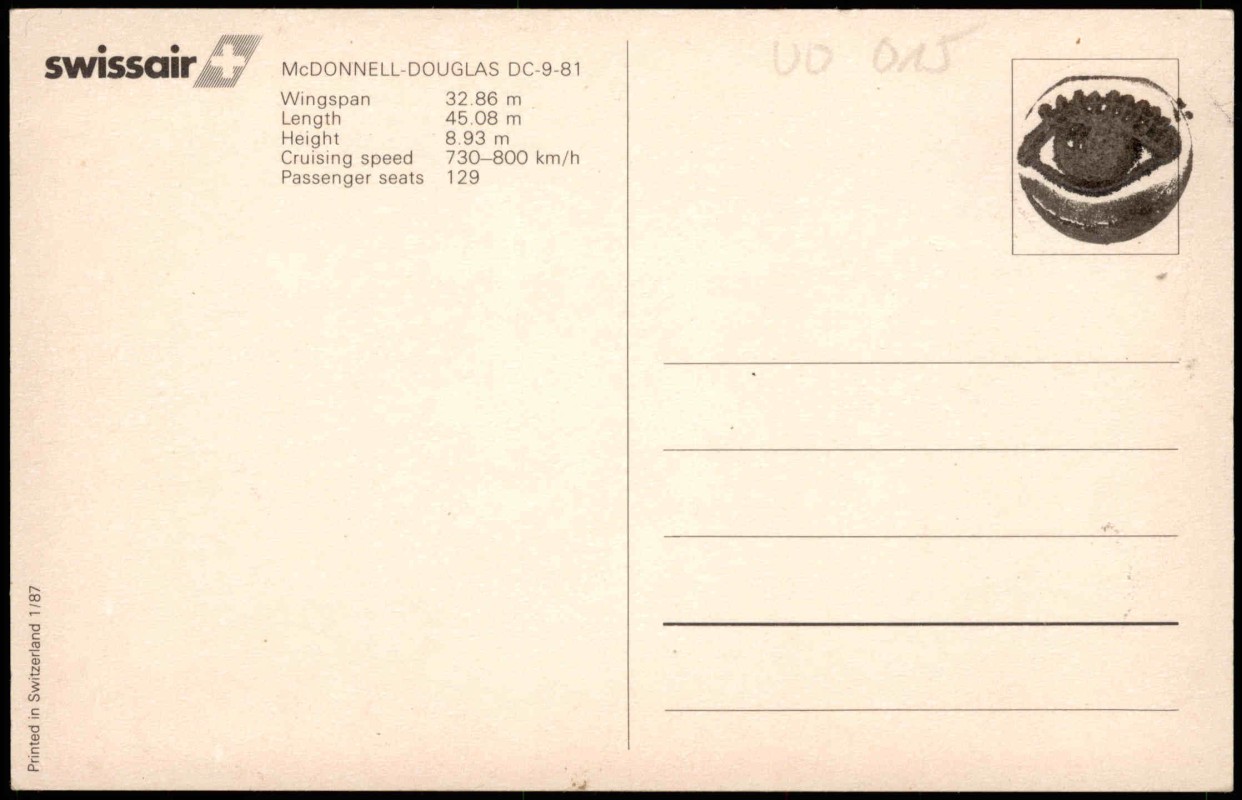 swissair
McDONNELL-DOUGLAS DC-9-81
Wingspan 32.86 m
Length 45.08 m
Height 8.93 m
Cruising speed 730–800 km/h
Passenger seats 129
Printed in Switzerland 1/87